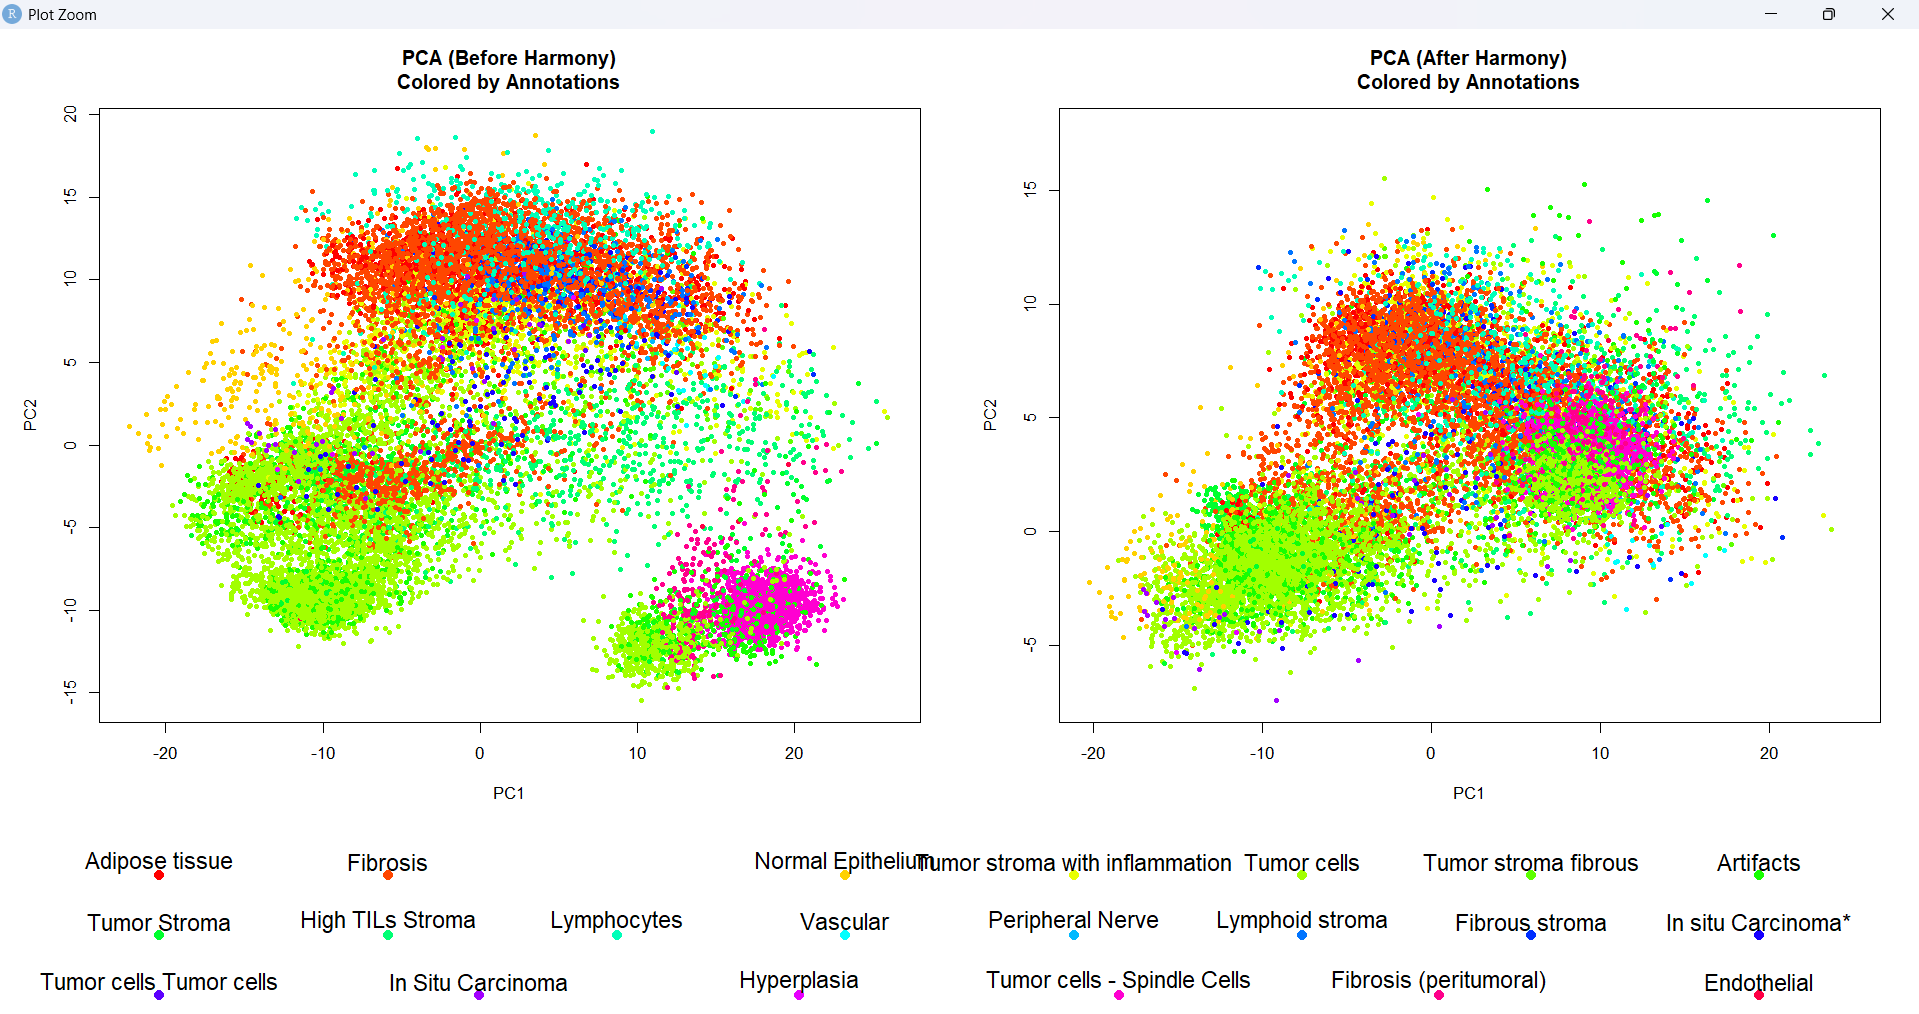 R Plot Zoom
PCA (Before Harmony)
Colored by Annotations
PCA (After Harmony)
Colored by Annotations
20
15
10
5
0
-5
-10
-15
PC2
-20 -10 0 10 20
PC1
15
10
5
0
-5
PC2
-20 -10 0 10 20
PC1
Adipose tissue Fibrosis Normal Epithelium Tumor stroma with inflammation Tumor cells Tumor stroma fibrous Artifacts
Tumor Stroma High TILs Stroma Lymphocytes Vascular Peripheral Nerve Lymphoid stroma Fibrous stroma In situ Carcinoma*
Tumor cells Tumor cells In Situ Carcinoma Hyperplasia Tumor cells - Spindle Cells Fibrosis (peritumoral) Endothelial